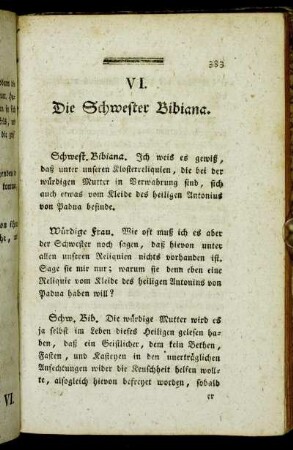 333
VI.
Die Schwester Bibiana.
Schwest. Bibiana. Ich weis es gewiß,
daß unter unseren Klosterreliquien, die bei der
würdigen Mutter in Verwahrung sind, sich
auch etwas vom Kleide des heiligen Antonius
von Padua befinde.
Würdige Frau. Wie oft muß ich es aber
der Schwester noch sagen, daß hievon unter
allen unseren Reliquien nichts vorhanden ist.
Sage sie mir nur; warum sie denn eben eine
Reliquie vom Kleide des heiligen Antonius von
Padua haben will?
Schw. Bib. Die würdige Mutter wird es
ja selbst im Leben dieses Heiligen gelesen ha-
ben, daß ein Geistlicher, dem kein Bethen,
Fasten, und Kasteyen in den unerträglichen
Anfechtungen wider die Keuschheit helfen woll-
te, alsogleich hievon befreyet worden, sobald
er
VI.